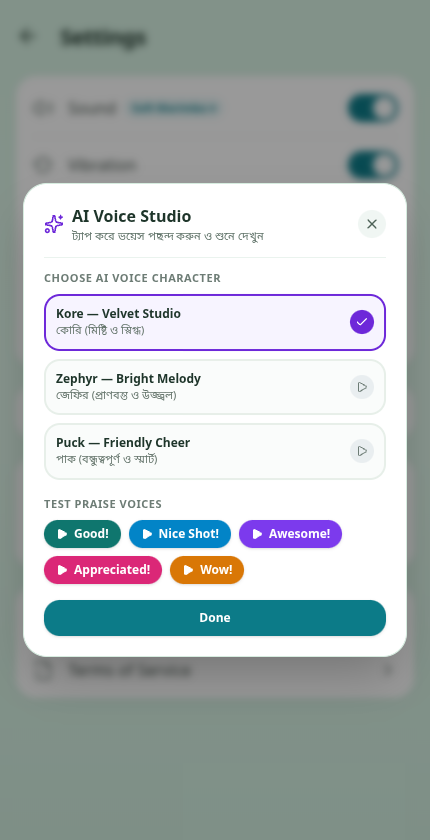 Settings
Sound
Vibration
AI Voice Studio
ট্যাপ করে ভয়েস পছন্দ করুন ও শুনে দেখুন
CHOOSE AI VOICE CHARACTER
Kore — Velvet Studio
কোরি (মিষ্টি ও স্নিগ্ধ)
Zephyr — Bright Melody
জেফির (প্রাণবন্ত ও উজ্জ্বল)
Puck — Friendly Cheer
পাক (বন্ধুত্বপূর্ণ ও স্মার্ট)
TEST PRAISE VOICES
Good!
Nice Shot!
Awesome!
Appreciated!
Wow!
Done
Terms of Service